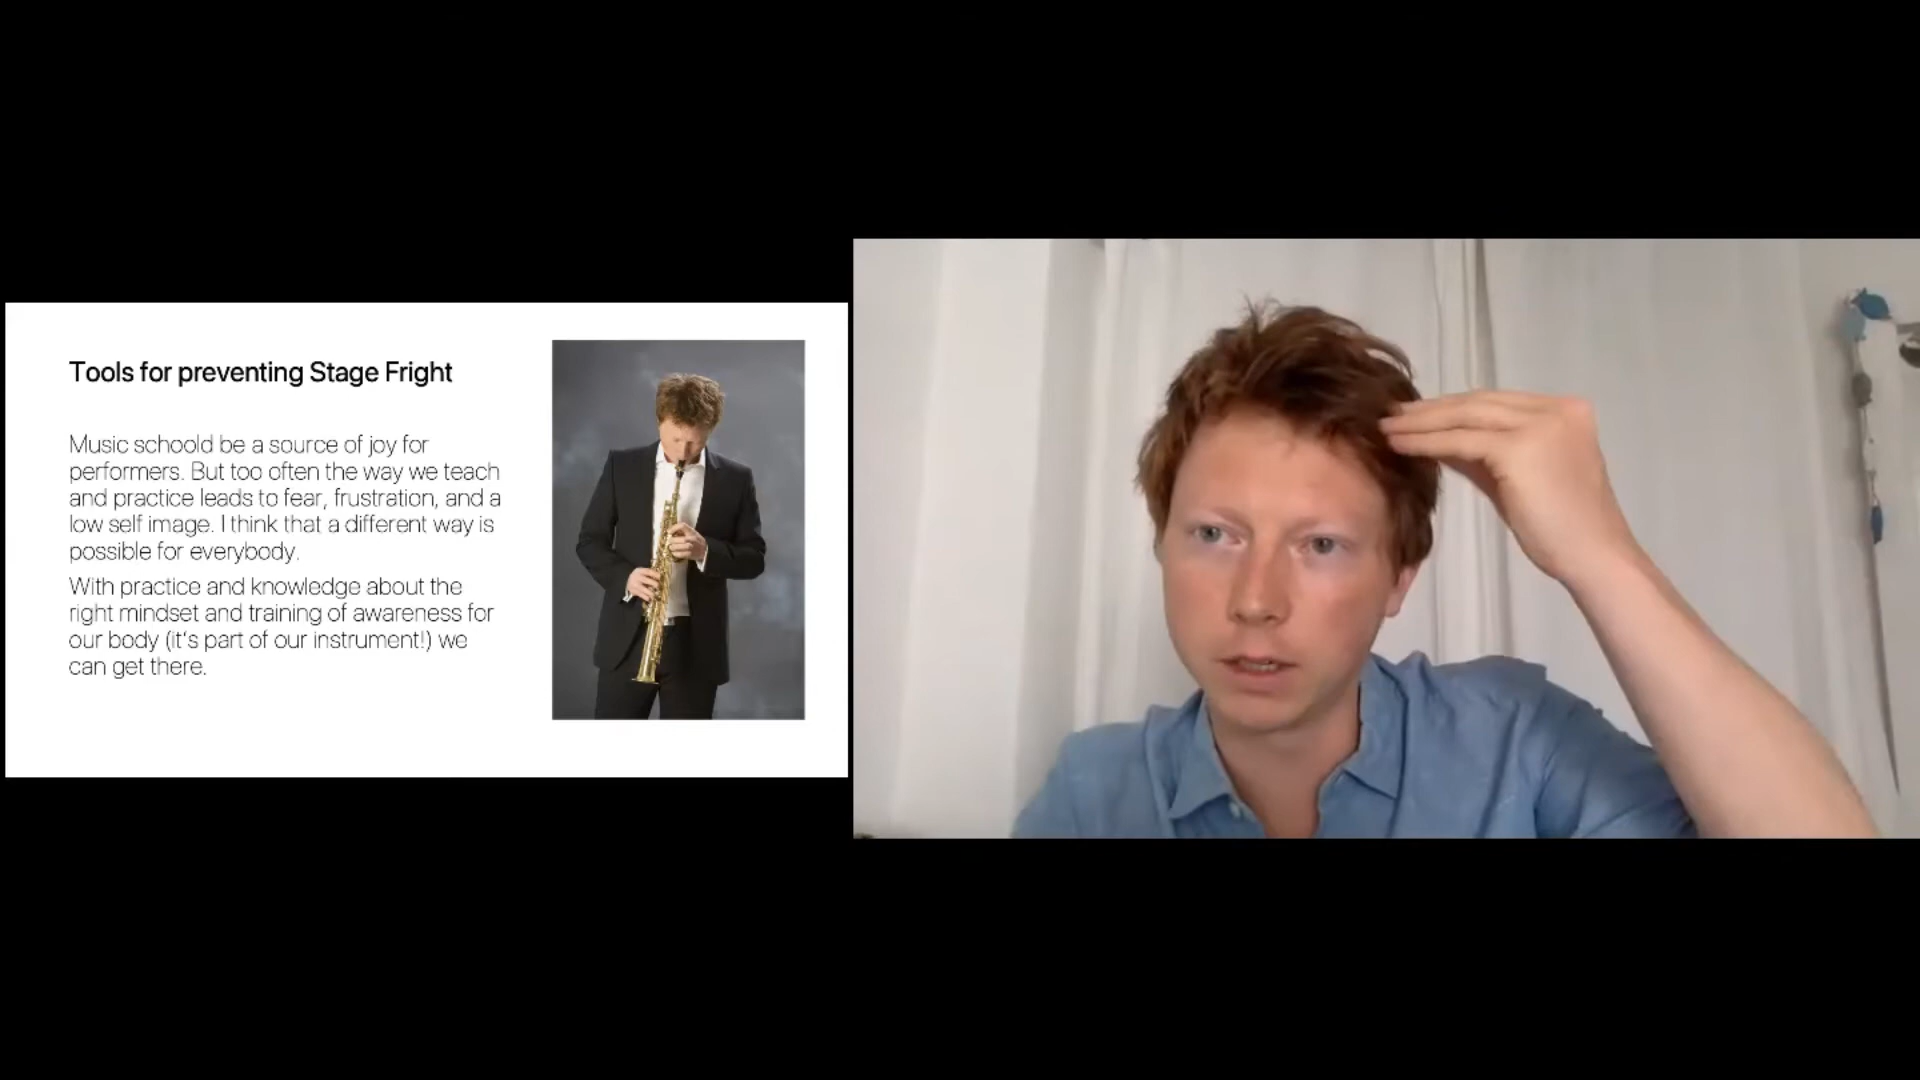 Tools for preventing Stage Fright
Music schoold be a source of joy for
performers. But too often the way we teach
and practice leads to fear, frustration, and a
low self image. I think that a different way is
possible for everybody.
With practice and knowledge about the
right mindset and training of awareness for
our body (it's part of our instrument!) we
can get there.